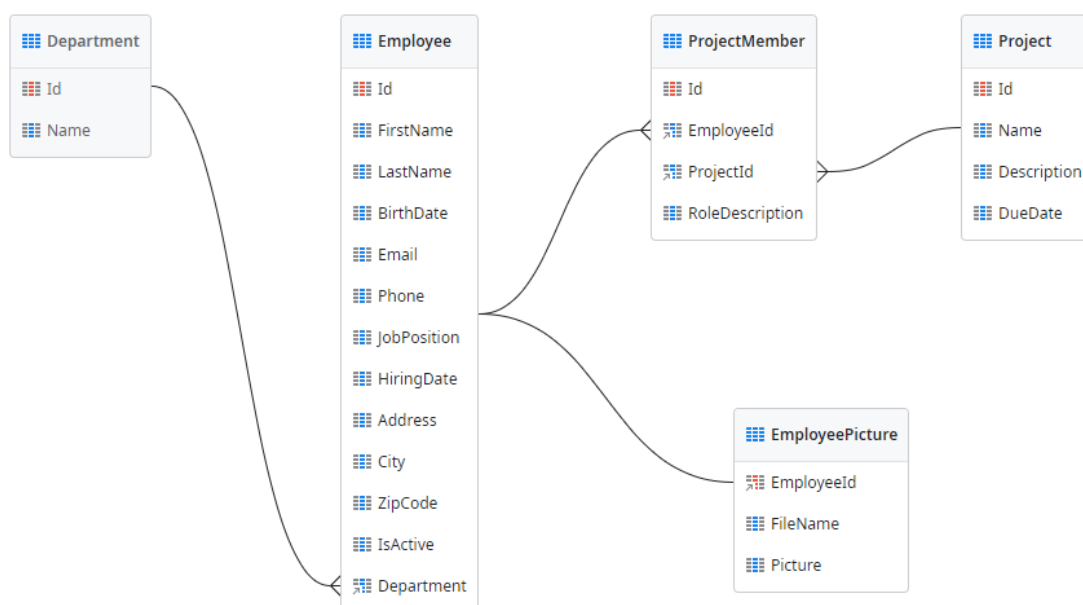 Department
Id
Name
Employee
Id
FirstName
LastName
BirthDate
Email
Phone
JobPosition
HiringDate
Address
City
ZipCode
IsActive
Department
ProjectMember
Id
EmployeeId
ProjectId
RoleDescription
Project
Id
Name
Description
DueDate
EmployeePicture
EmployeeId
FileName
Picture